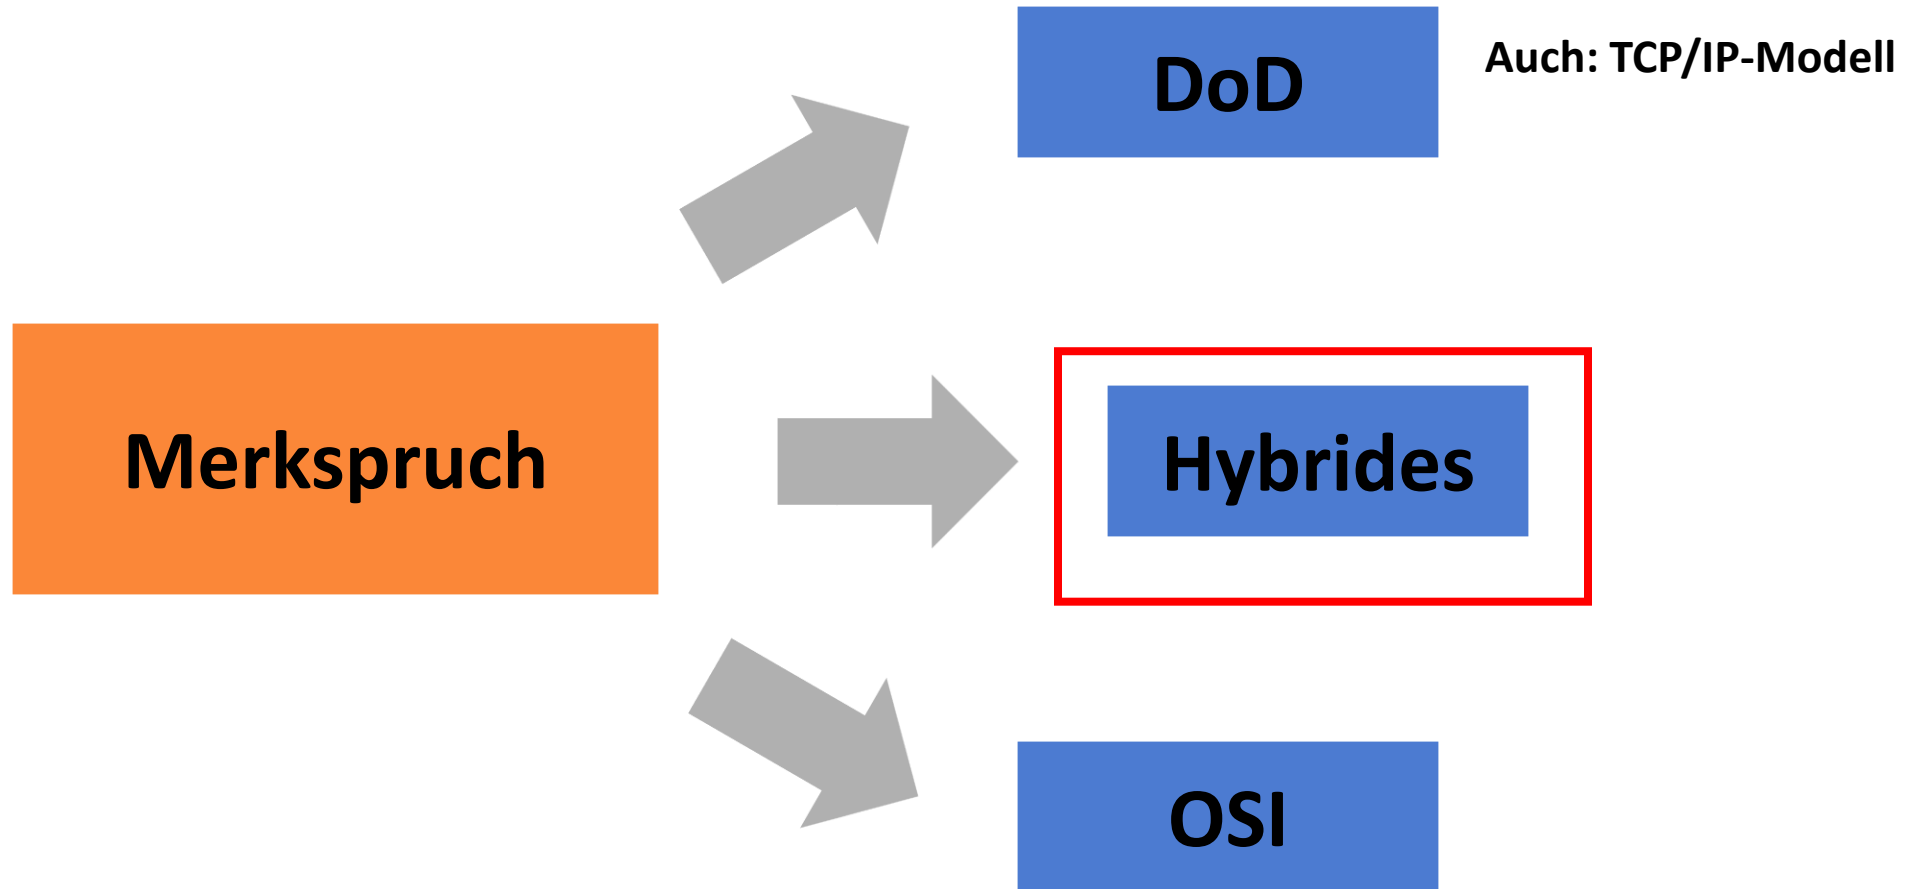 DoD
Auch: TCP/IP-Modell
Merkspruch
Hybrides
OSI